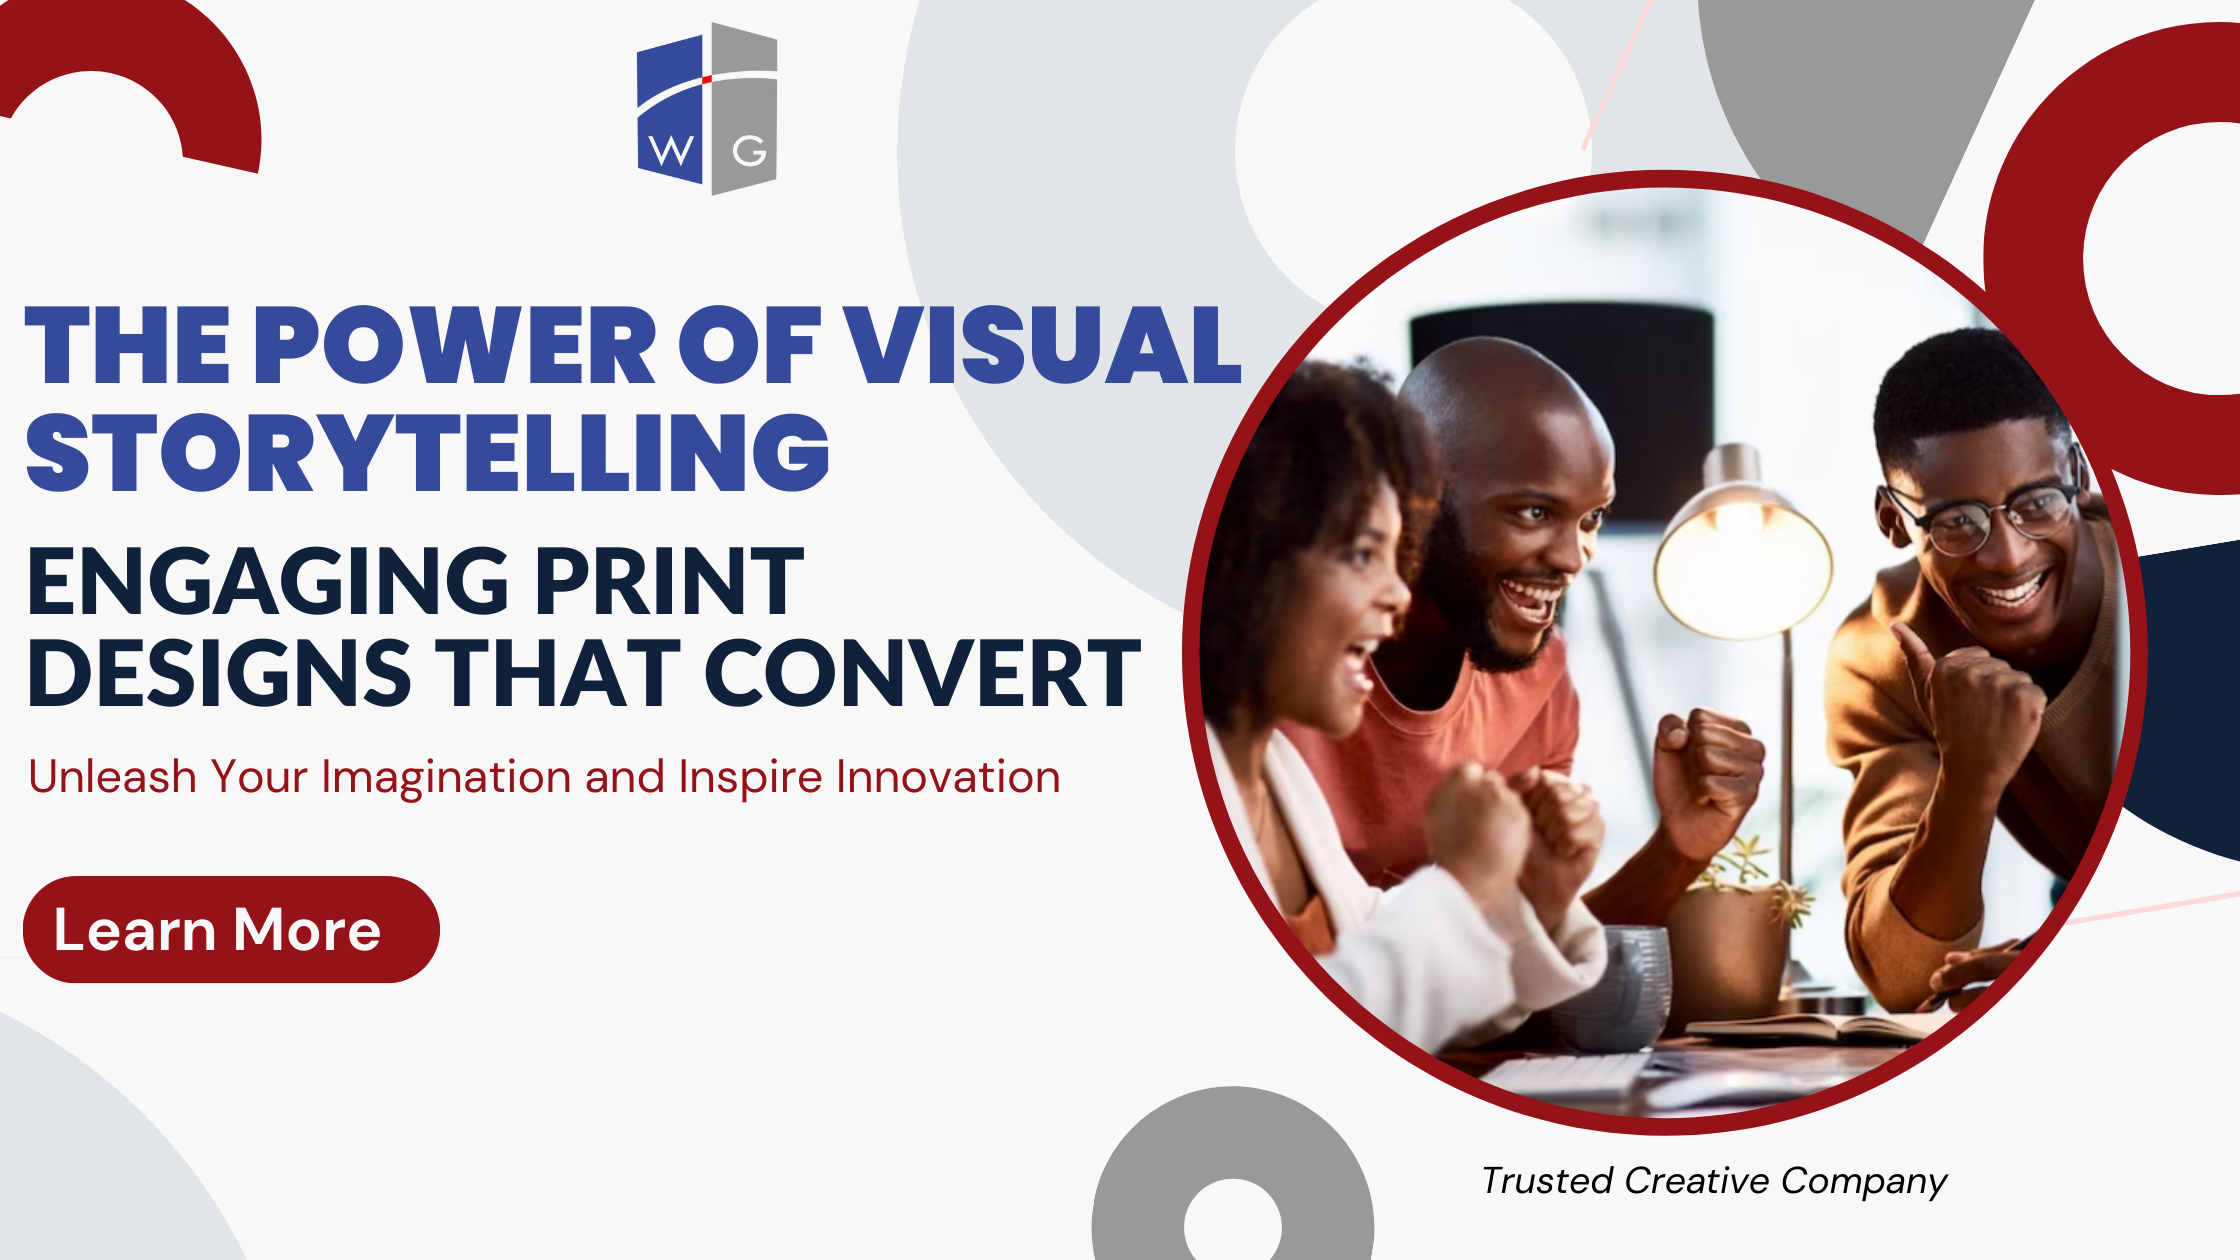 W G
THE POWER OF VISUAL
STORYTELLING
ENGAGING PRINT
DESIGNS THAT CONVERT
Unleash Your Imagination and Inspire Innovation
Learn More
Trusted Creative Company